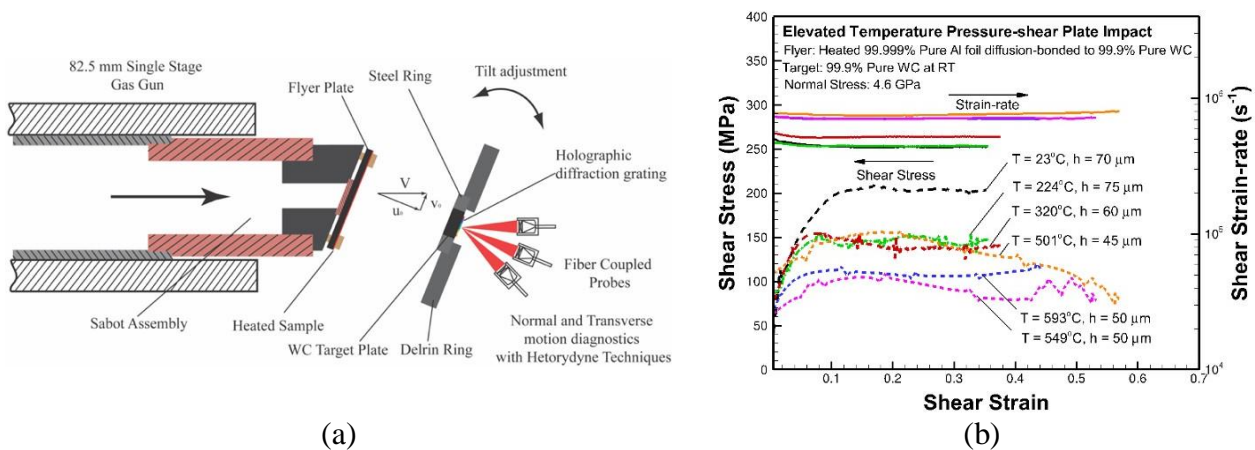 82.5 mm Single Stage
Gas Gun
Steel Ring
Tilt adjustment
Flyer Plate
Holographic
diffraction grating
V
v₀
u₀
Fiber Coupled
Probes
Sabot Assembly
Heated Sample
WC Target Plate
Delrin Ring
Normal and Transverse
motion diagnostics
with Hetorydyne Techniques
(a)
Elevated Temperature Pressure-shear Plate Impact
Flyer: Heated 99.999% Pure Al foil diffusion-bonded to 99.9% Pure WC
Target: 99.9% Pure WC at RT
Normal Stress: 4.6 GPa
Strain-rate
Shear Stress
T = 23°C, h = 70 μm
T = 224°C, h = 75 μm
T = 320°C, h = 60 μm
T = 501°C, h = 45 μm
T = 593°C, h = 50 μm
T = 549°C, h = 50 μm
Shear Stress (MPa)
400
350
300
250
200
150
100
50
0
0.1
0.2
0.3
0.4
0.5
0.6
0.7
Shear Strain
10⁶
10⁵
10⁴
Shear Strain-rate (s⁻¹)
(b)